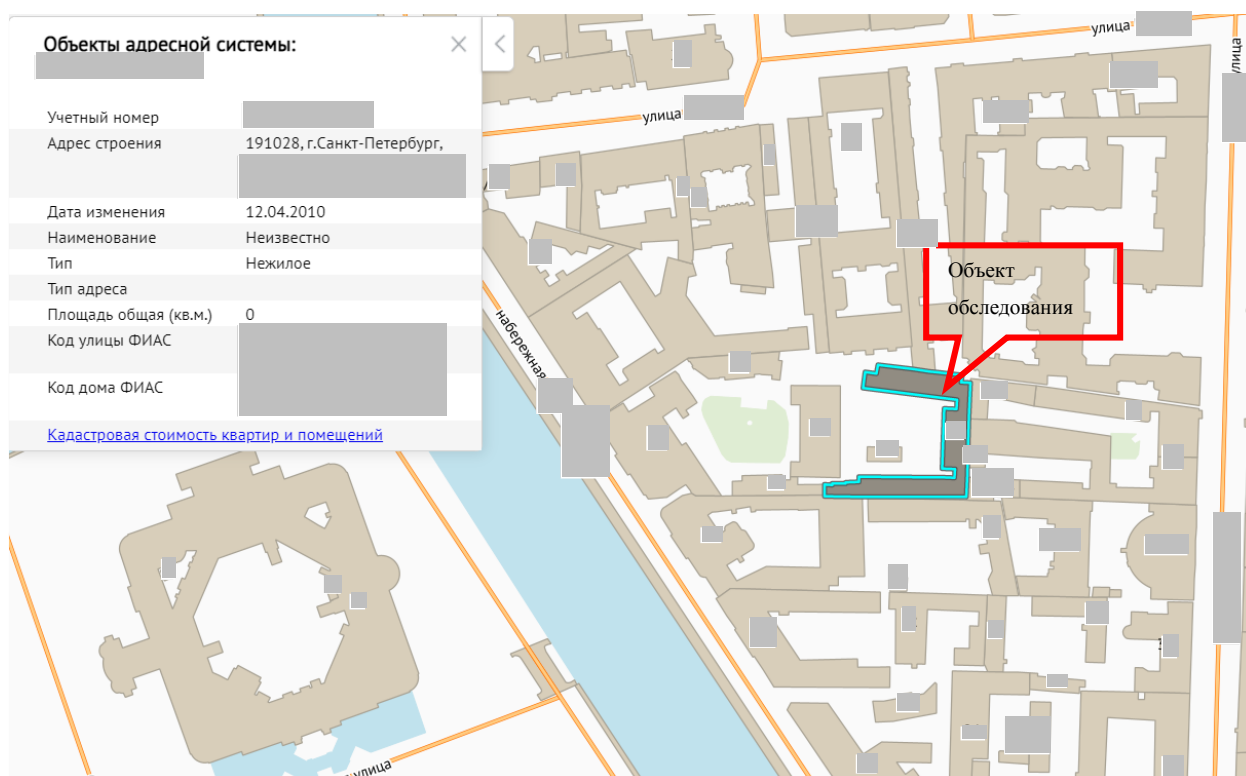 Объекты адресной системы:
Учетный номер
Адрес строения 191028, г.Санкт-Петербург,
Дата изменения 12.04.2010
Наименование Неизвестно
Тип Нежилое
Тип адреса
Площадь общая (кв.м.) 0
Код улицы ФИАС
Код дома ФИАС
Кадастровая стоимость квартир и помещений
улица
улица
улица
набережная
Объект
обследования
улица